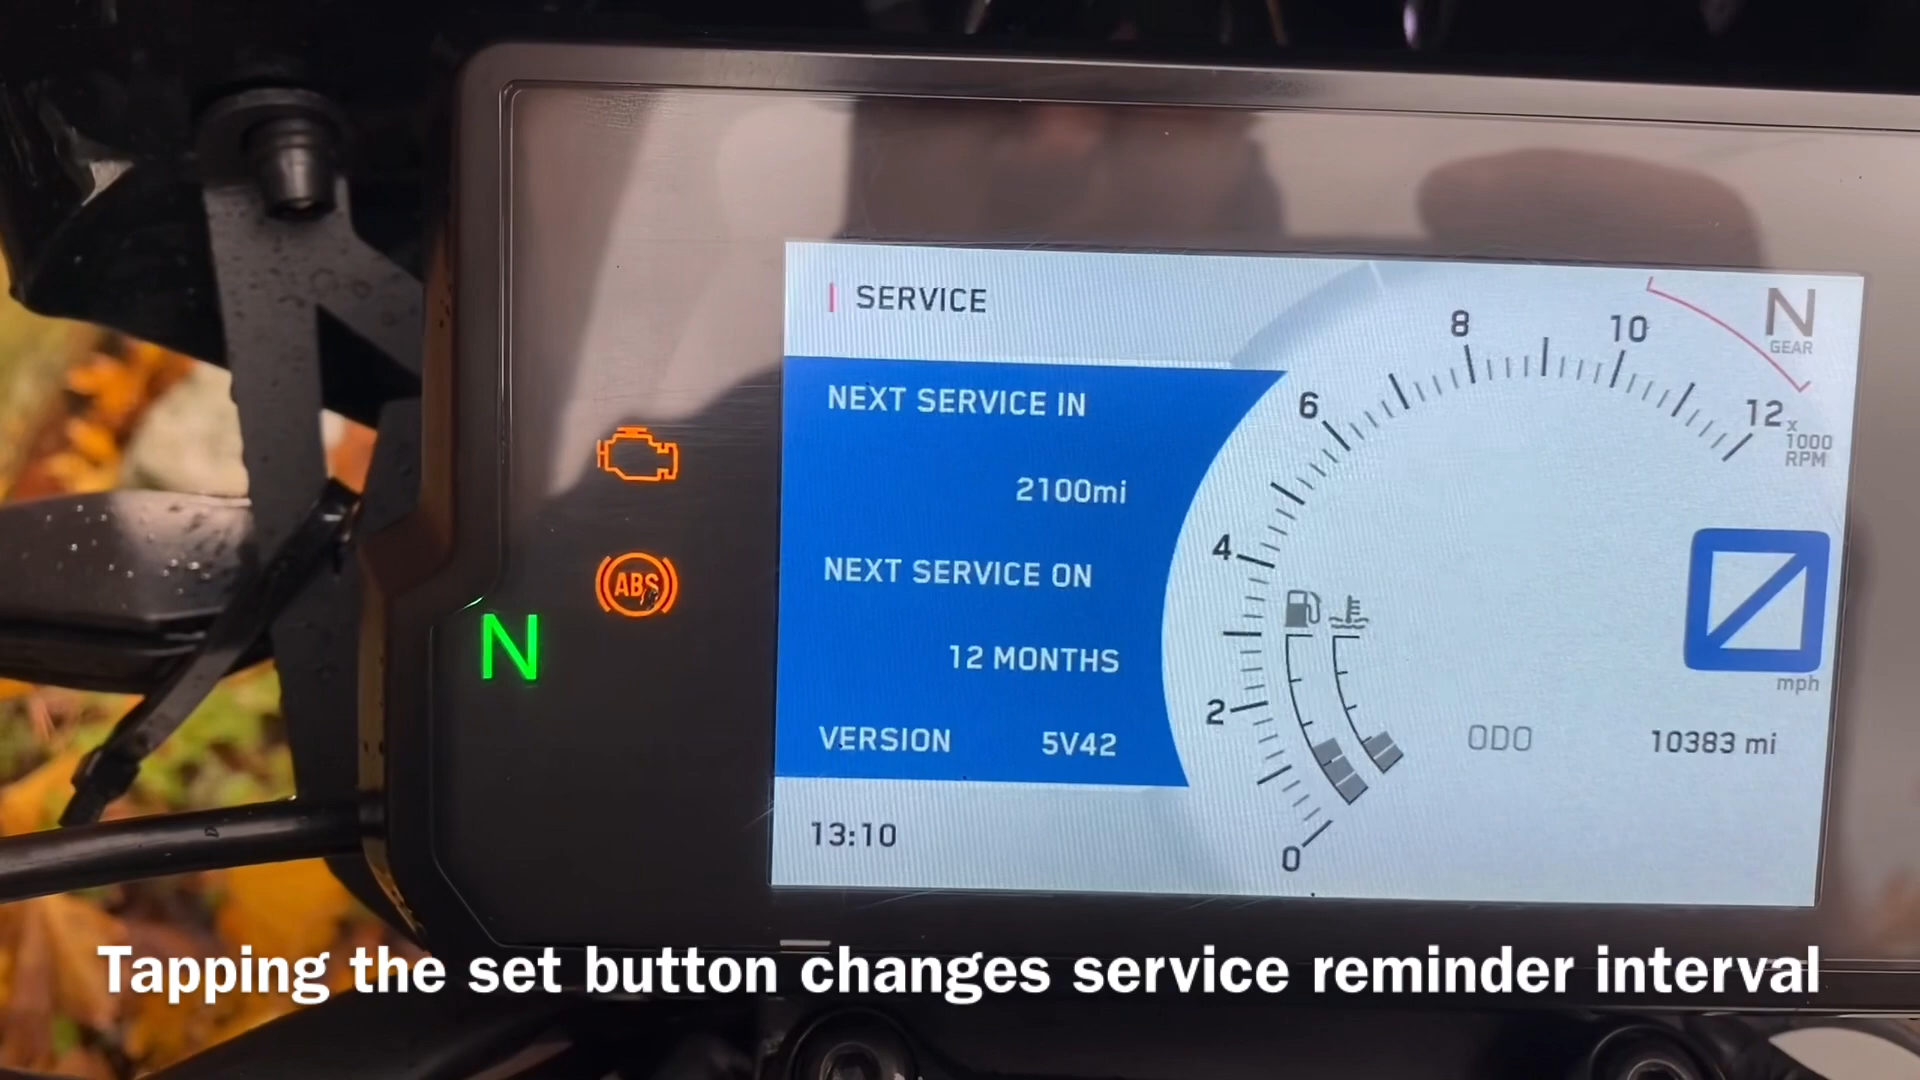 SERVICE
NEXT SERVICE IN
2100mi
NEXT SERVICE ON
12 MONTHS
VERSION 5V42
13:10
0
2
4
6
8
10
12
x
1000
RPM
N
GEAR
mph
ODO 10383 mi
ABS
N
Tapping the set button changes service reminder interval